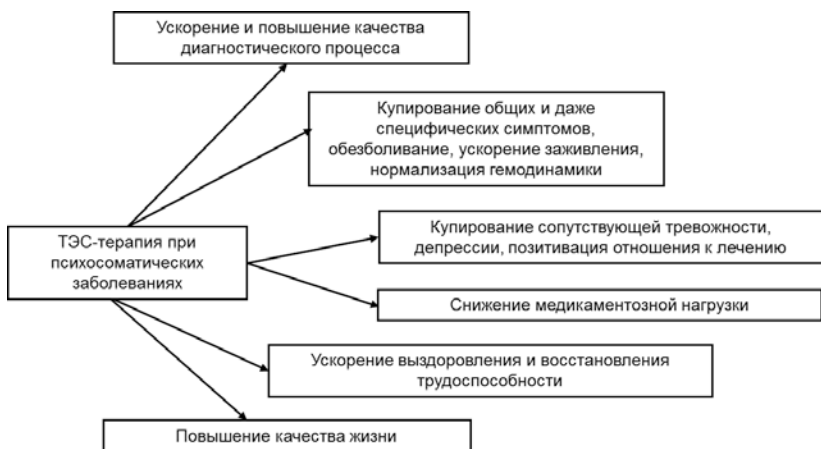 Ускорение и повышение качества
диагностического процесса
Купирование общих и даже
специфических симптомов,
обезболивание, ускорение заживления,
нормализация гемодинамики
ТЭС-терапия при
психосоматических
заболеваниях
Купирование сопутствующей тревожности,
депрессии, позитивация отношения к лечению
Снижение медикаментозной нагрузки
Ускорение выздоровления и восстановления
трудоспособности
Повышение качества жизни